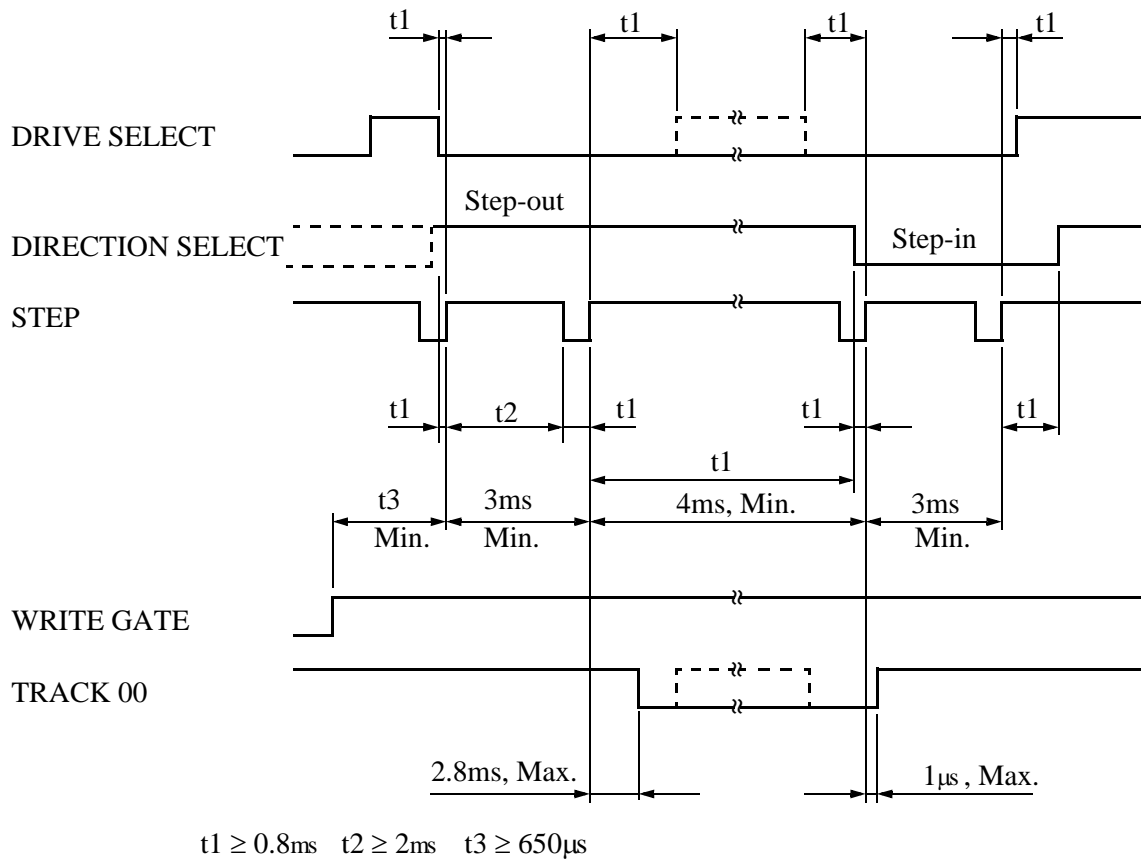 t1 t1 t1 t1
DRIVE SELECT
Step-out
DIRECTION SELECT
Step-in
STEP
t1 t2 t1 t1 t1
t1
t3 3ms 4ms, Min. 3ms
Min. Min. Min.
WRITE GATE
TRACK 00
2.8ms, Max. 1μs , Max.
t1 ≥ 0.8ms t2 ≥ 2ms t3 ≥ 650μs